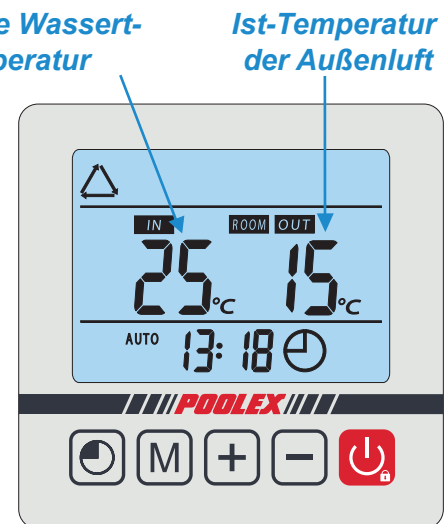 e Wassert-
peratur
Ist-Temperatur
der Außenluft
IN ROOM OUT
25°C 15°C
AUTO 13:18
POOLEX
M + -